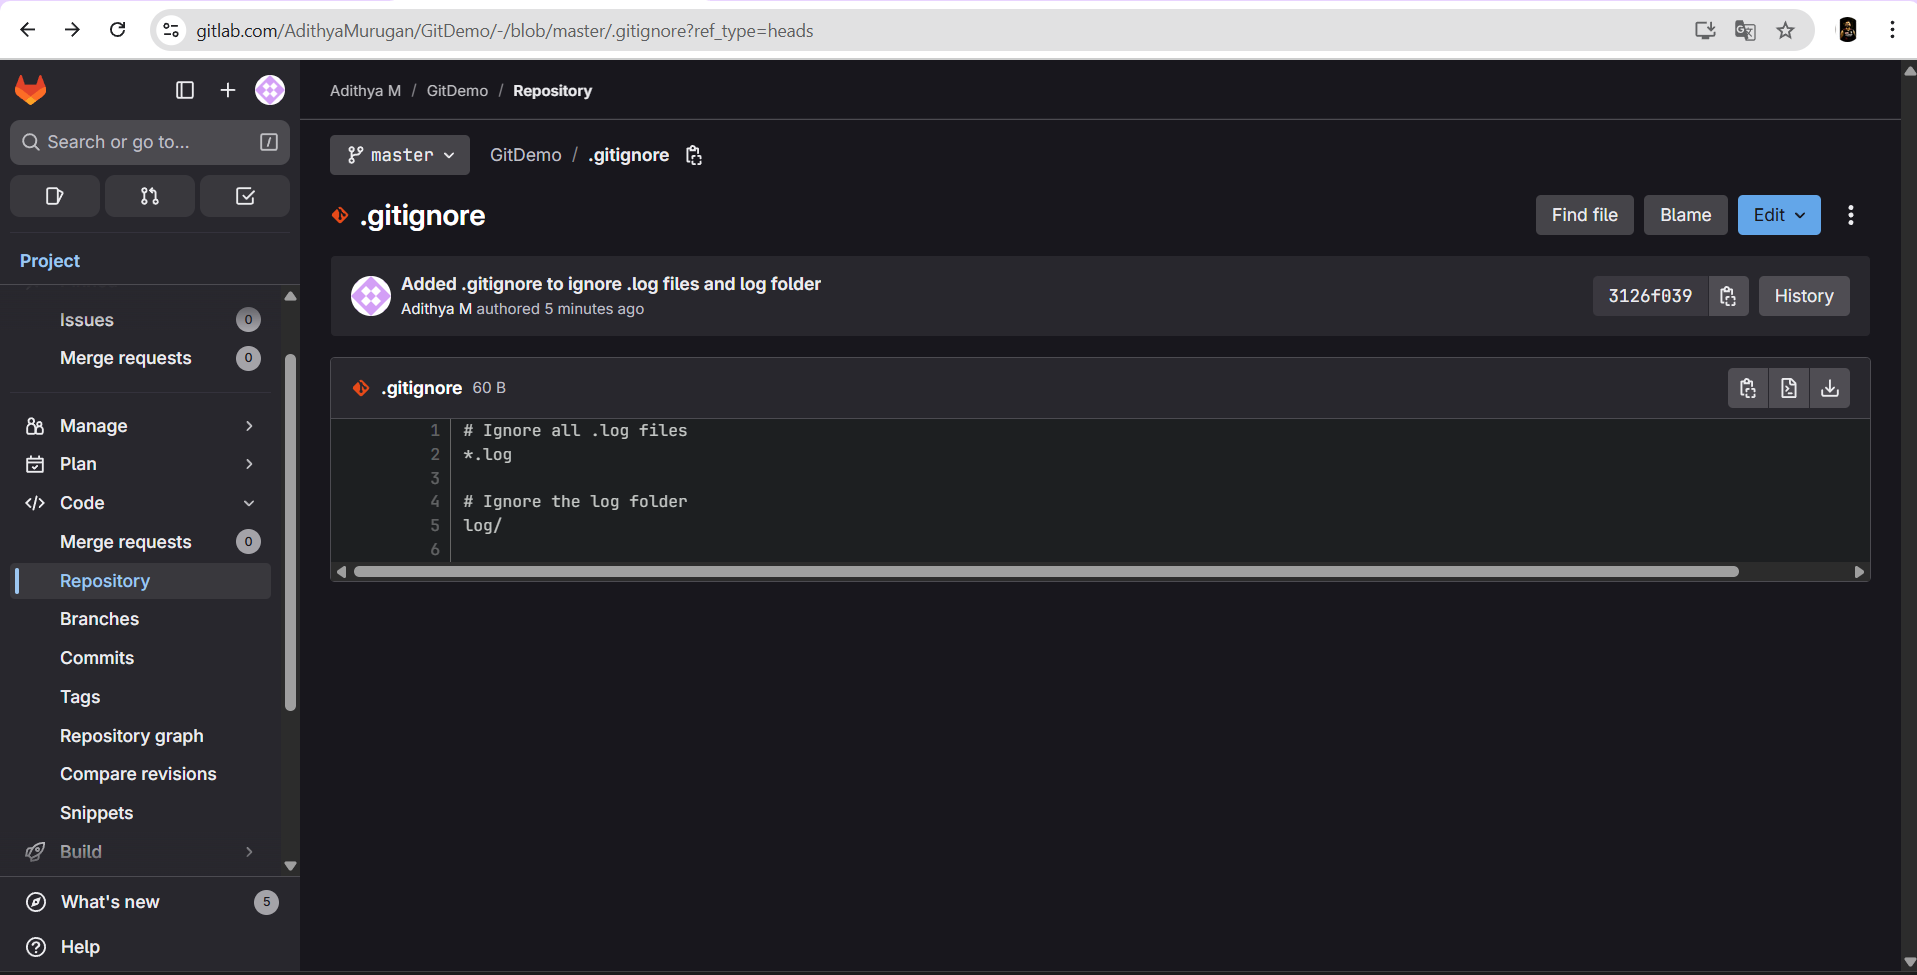 gitlab.com/AdithyaMurugan/GitDemo/-/blob/master/.gitignore?ref_type=heads
Search or go to...
/
Project
Issues 0
Merge requests 0
Manage
Plan
Code
Merge requests 0
Repository
Branches
Commits
Tags
Repository graph
Compare revisions
Snippets
Build
What's new 5
Help
Adithya M / GitDemo / Repository
master
GitDemo / .gitignore
.gitignore
Find file
Blame
Edit
Added .gitignore to ignore .log files and log folder
Adithya M authored 5 minutes ago
3126f039
History
.gitignore 60 B
1 # Ignore all .log files
2 *.log
3
4 # Ignore the log folder
5 log/
6